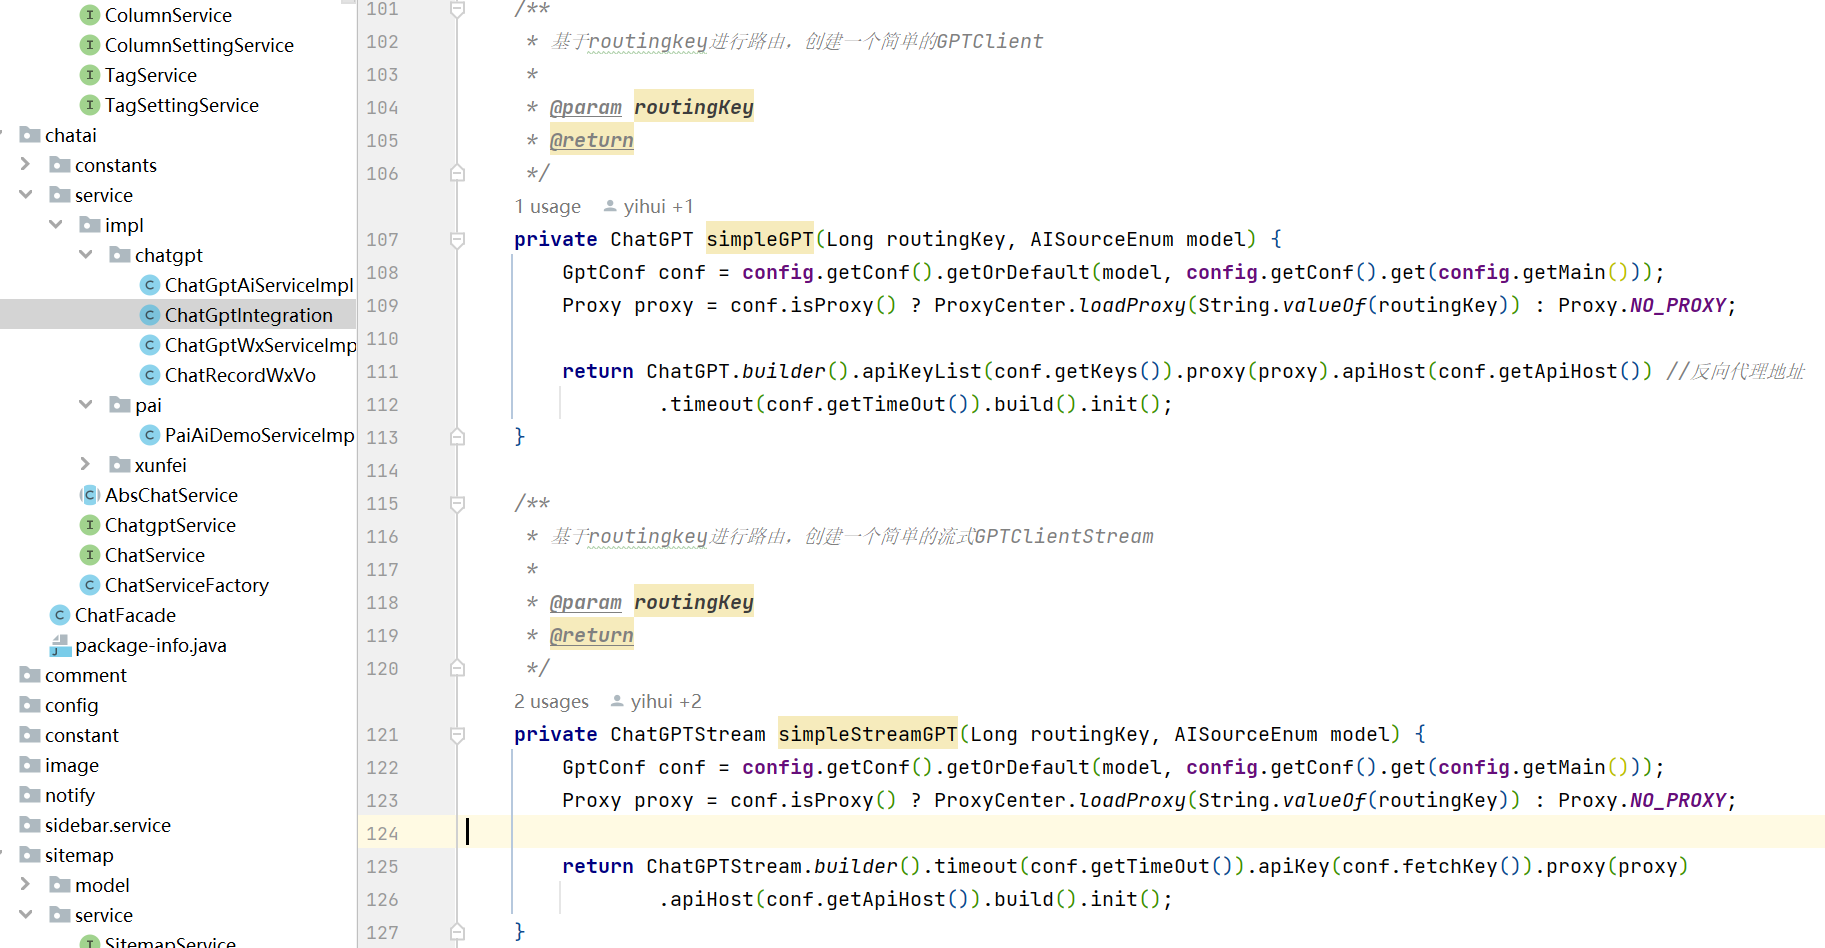 ColumnService
ColumnSettingService
TagService
TagSettingService
chatai
constants
service
impl
chatgpt
ChatGptAiServiceImpl
ChatGptIntegration
ChatGptWxServiceImp
ChatRecordWxVo
pai
PaiAiDemoServiceImp
xunfei
AbsChatService
ChatgptService
ChatService
ChatServiceFactory
ChatFacade
package-info.java
comment
config
constant
image
notify
sidebar.service
sitemap
model
service
SitemapService
101 /**
102 * 基于routingkey进行路由，创建一个简单的GPTClient
103 *
104 * @param routingKey
105 * @return
106 */
1 usage yihui +1
107 private ChatGPT simpleGPT(Long routingKey, AISourceEnum model) {
108 GptConf conf = config.getConf().getOrDefault(model, config.getConf().get(config.getMain()));
109 Proxy proxy = conf.isProxy() ? ProxyCenter.loadProxy(String.valueOf(routingKey)) : Proxy.NO_PROXY;
110
111 return ChatGPT.builder().apiKeyList(conf.getKeys()).proxy(proxy).apiHost(conf.getApiHost()) //反向代理地址
112 .timeout(conf.getTimeOut()).build().init();
113 }
114
115 /**
116 * 基于routingkey进行路由，创建一个简单的流式GPTClientStream
117 *
118 * @param routingKey
119 * @return
120 */
2 usages yihui +2
121 private ChatGPTStream simpleStreamGPT(Long routingKey, AISourceEnum model) {
122 GptConf conf = config.getConf().getOrDefault(model, config.getConf().get(config.getMain()));
123 Proxy proxy = conf.isProxy() ? ProxyCenter.loadProxy(String.valueOf(routingKey)) : Proxy.NO_PROXY;
124
125 return ChatGPTStream.builder().timeout(conf.getTimeOut()).apiKey(conf.fetchKey()).proxy(proxy)
126 .apiHost(conf.getApiHost()).build().init();
127 }